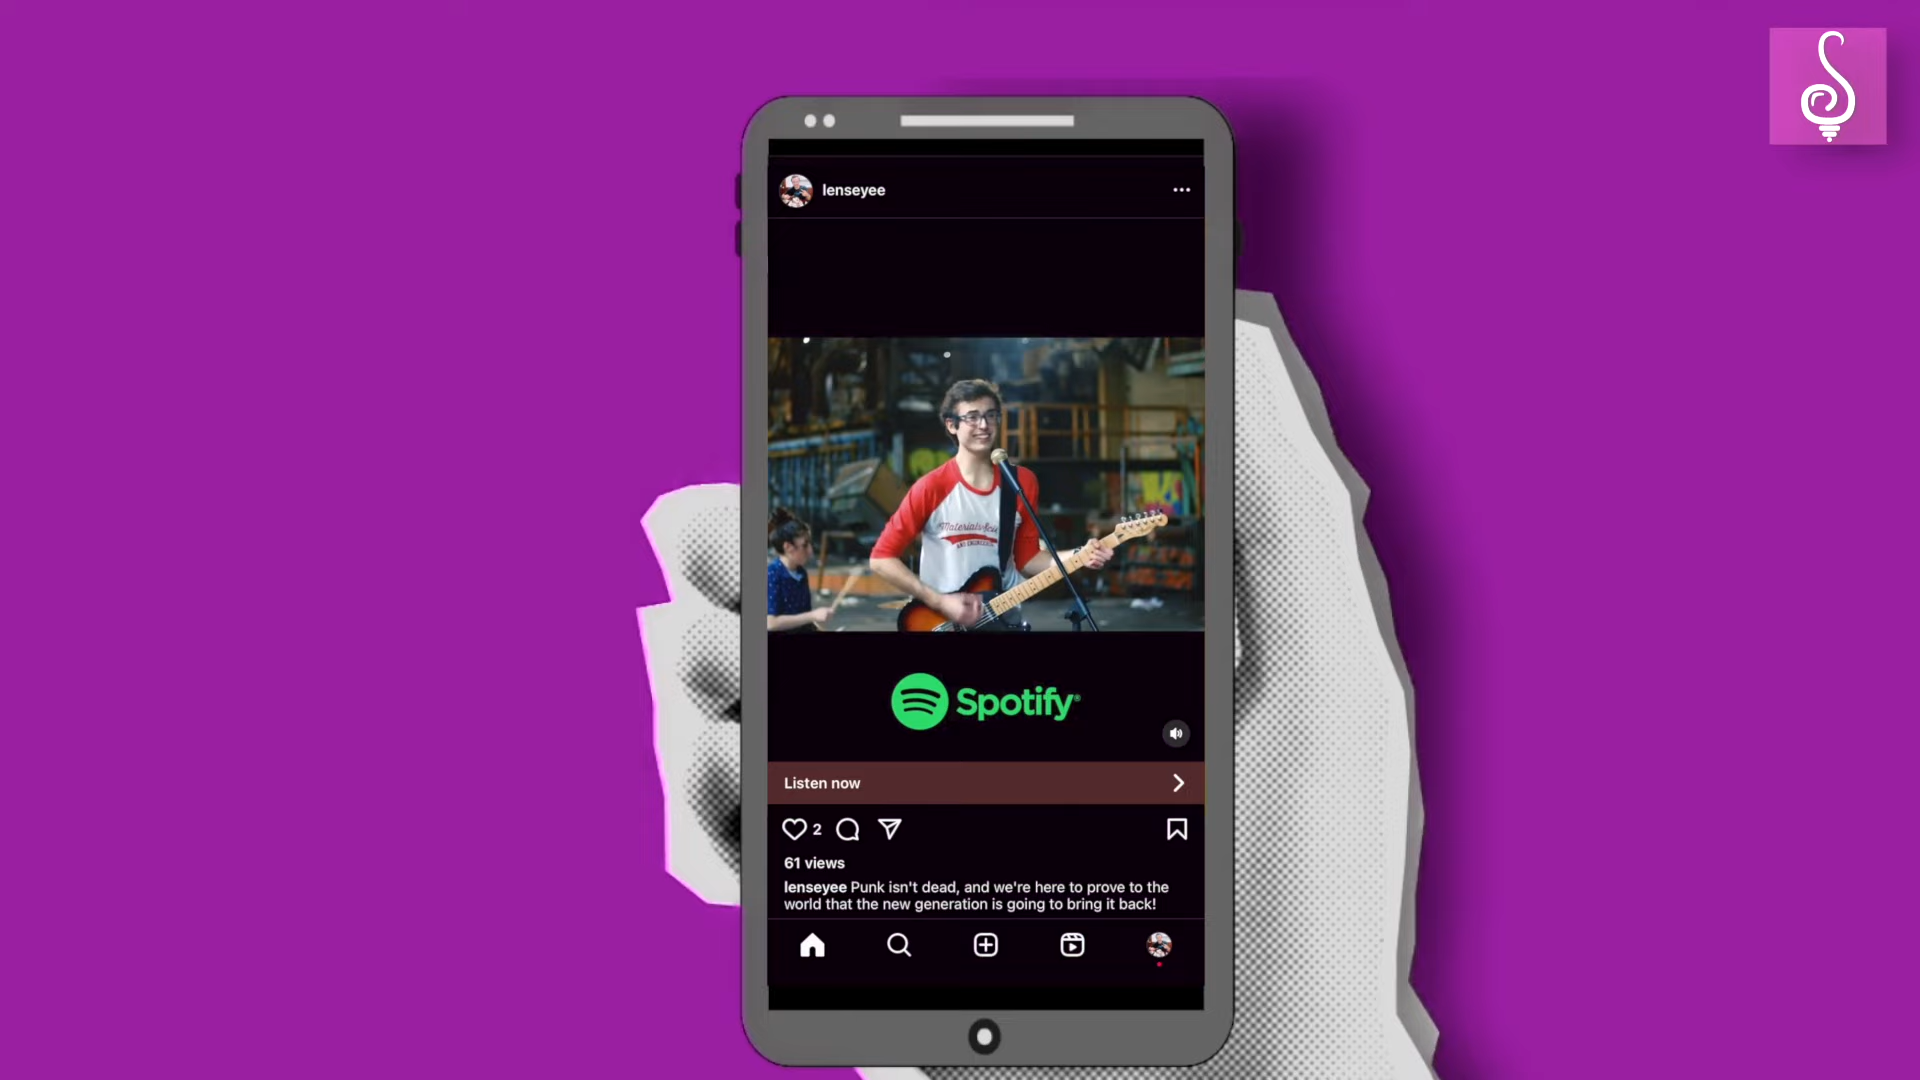 lenseyee
Spotify®
Listen now
2
61 views
lenseyee Punk isn't dead, and we're here to prove to the
world that the new generation is going to bring it back!